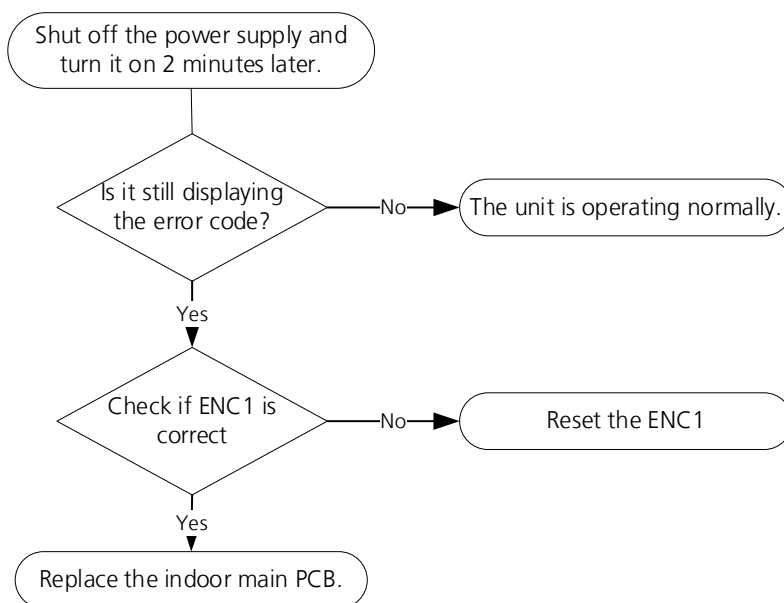 Shut off the power supply and
turn it on 2 minutes later.
Is it still displaying
the error code?
No
The unit is operating normally.
Yes
Check if ENC1 is
correct
No
Reset the ENC1
Yes
Replace the indoor main PCB.